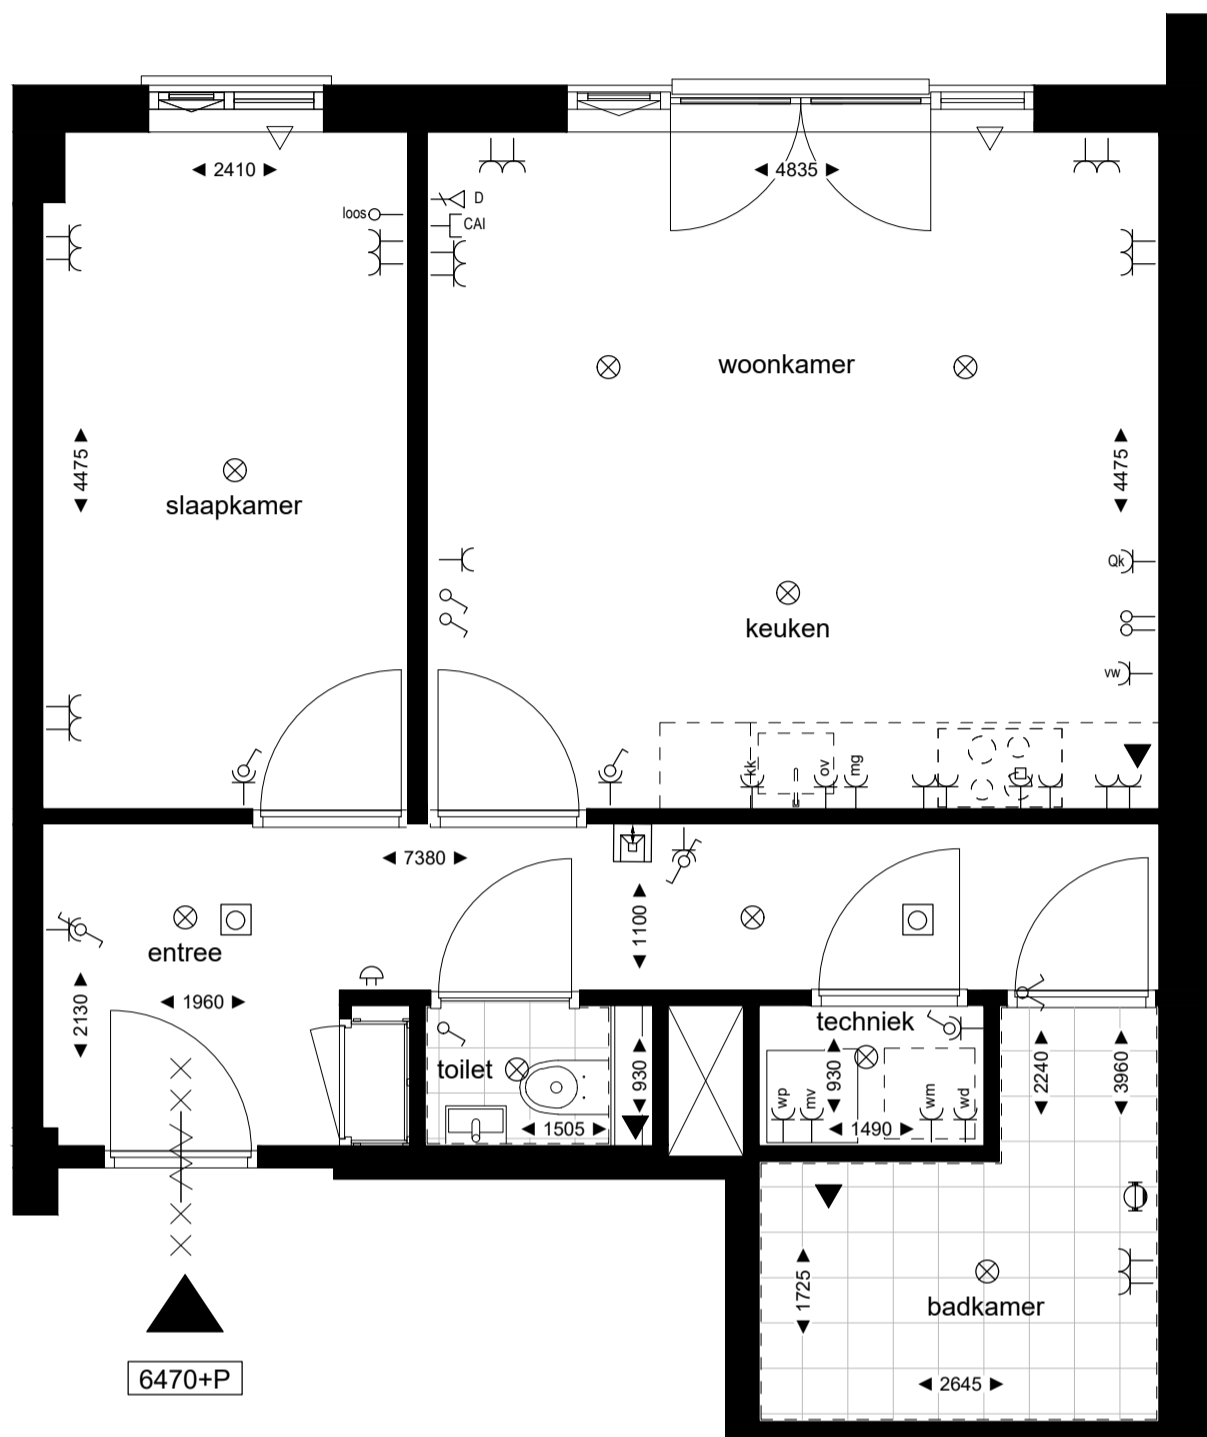 2410
4835
loos
D
CAI
woonkamer
4475
4475
slaapkamer
Qk
keuken
vw
kk
ov
mg
7380
1100
entree
2130
1960
techniek
toilet
930
930
2240
3960
wp
mv
wm
wd
1505
1490
1725
badkamer
6470+P
2645